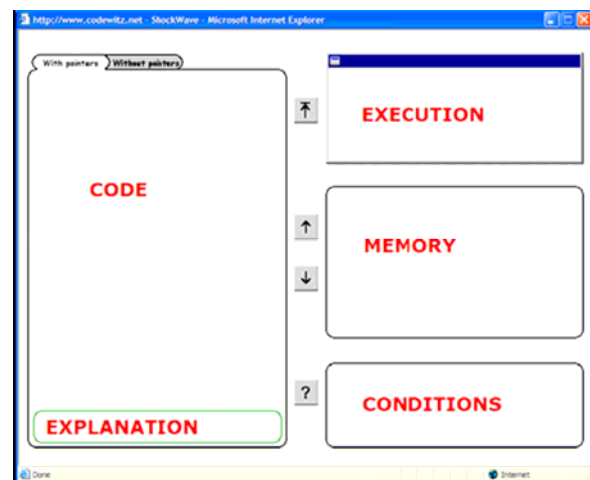 http://www.codewitz.net - ShockWave - Microsoft Internet Explorer
With pointers Without pointers
CODE
EXPLANATION
EXECUTION
MEMORY
?
CONDITIONS
Done Internet